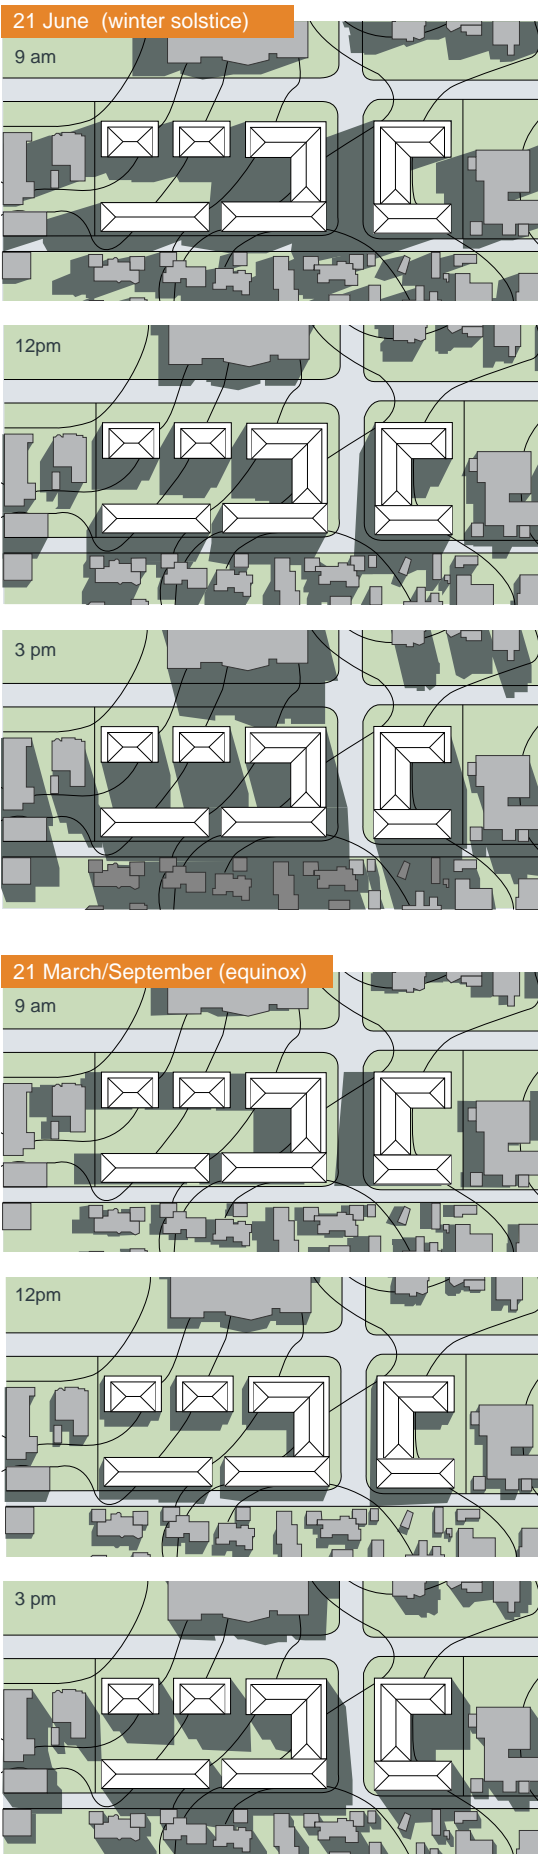 21 June (winter solstice)
9 am
12pm
3 pm
21 March/September (equinox)
9 am
12pm
3 pm